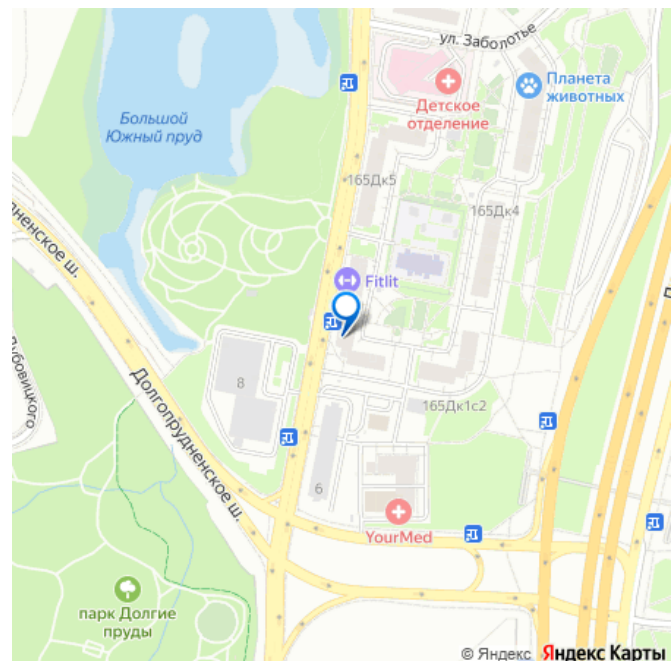 ул. Заболотье
Планета
животных
Детское
отделение
Большой
Южный пруд
165Дк5
165Дк4
Fitlit
Долгопрудненское ш.
8
165Дк1с2
6
YourMed
парк Долгие
пруды
© Яндекс Яндекс Карты